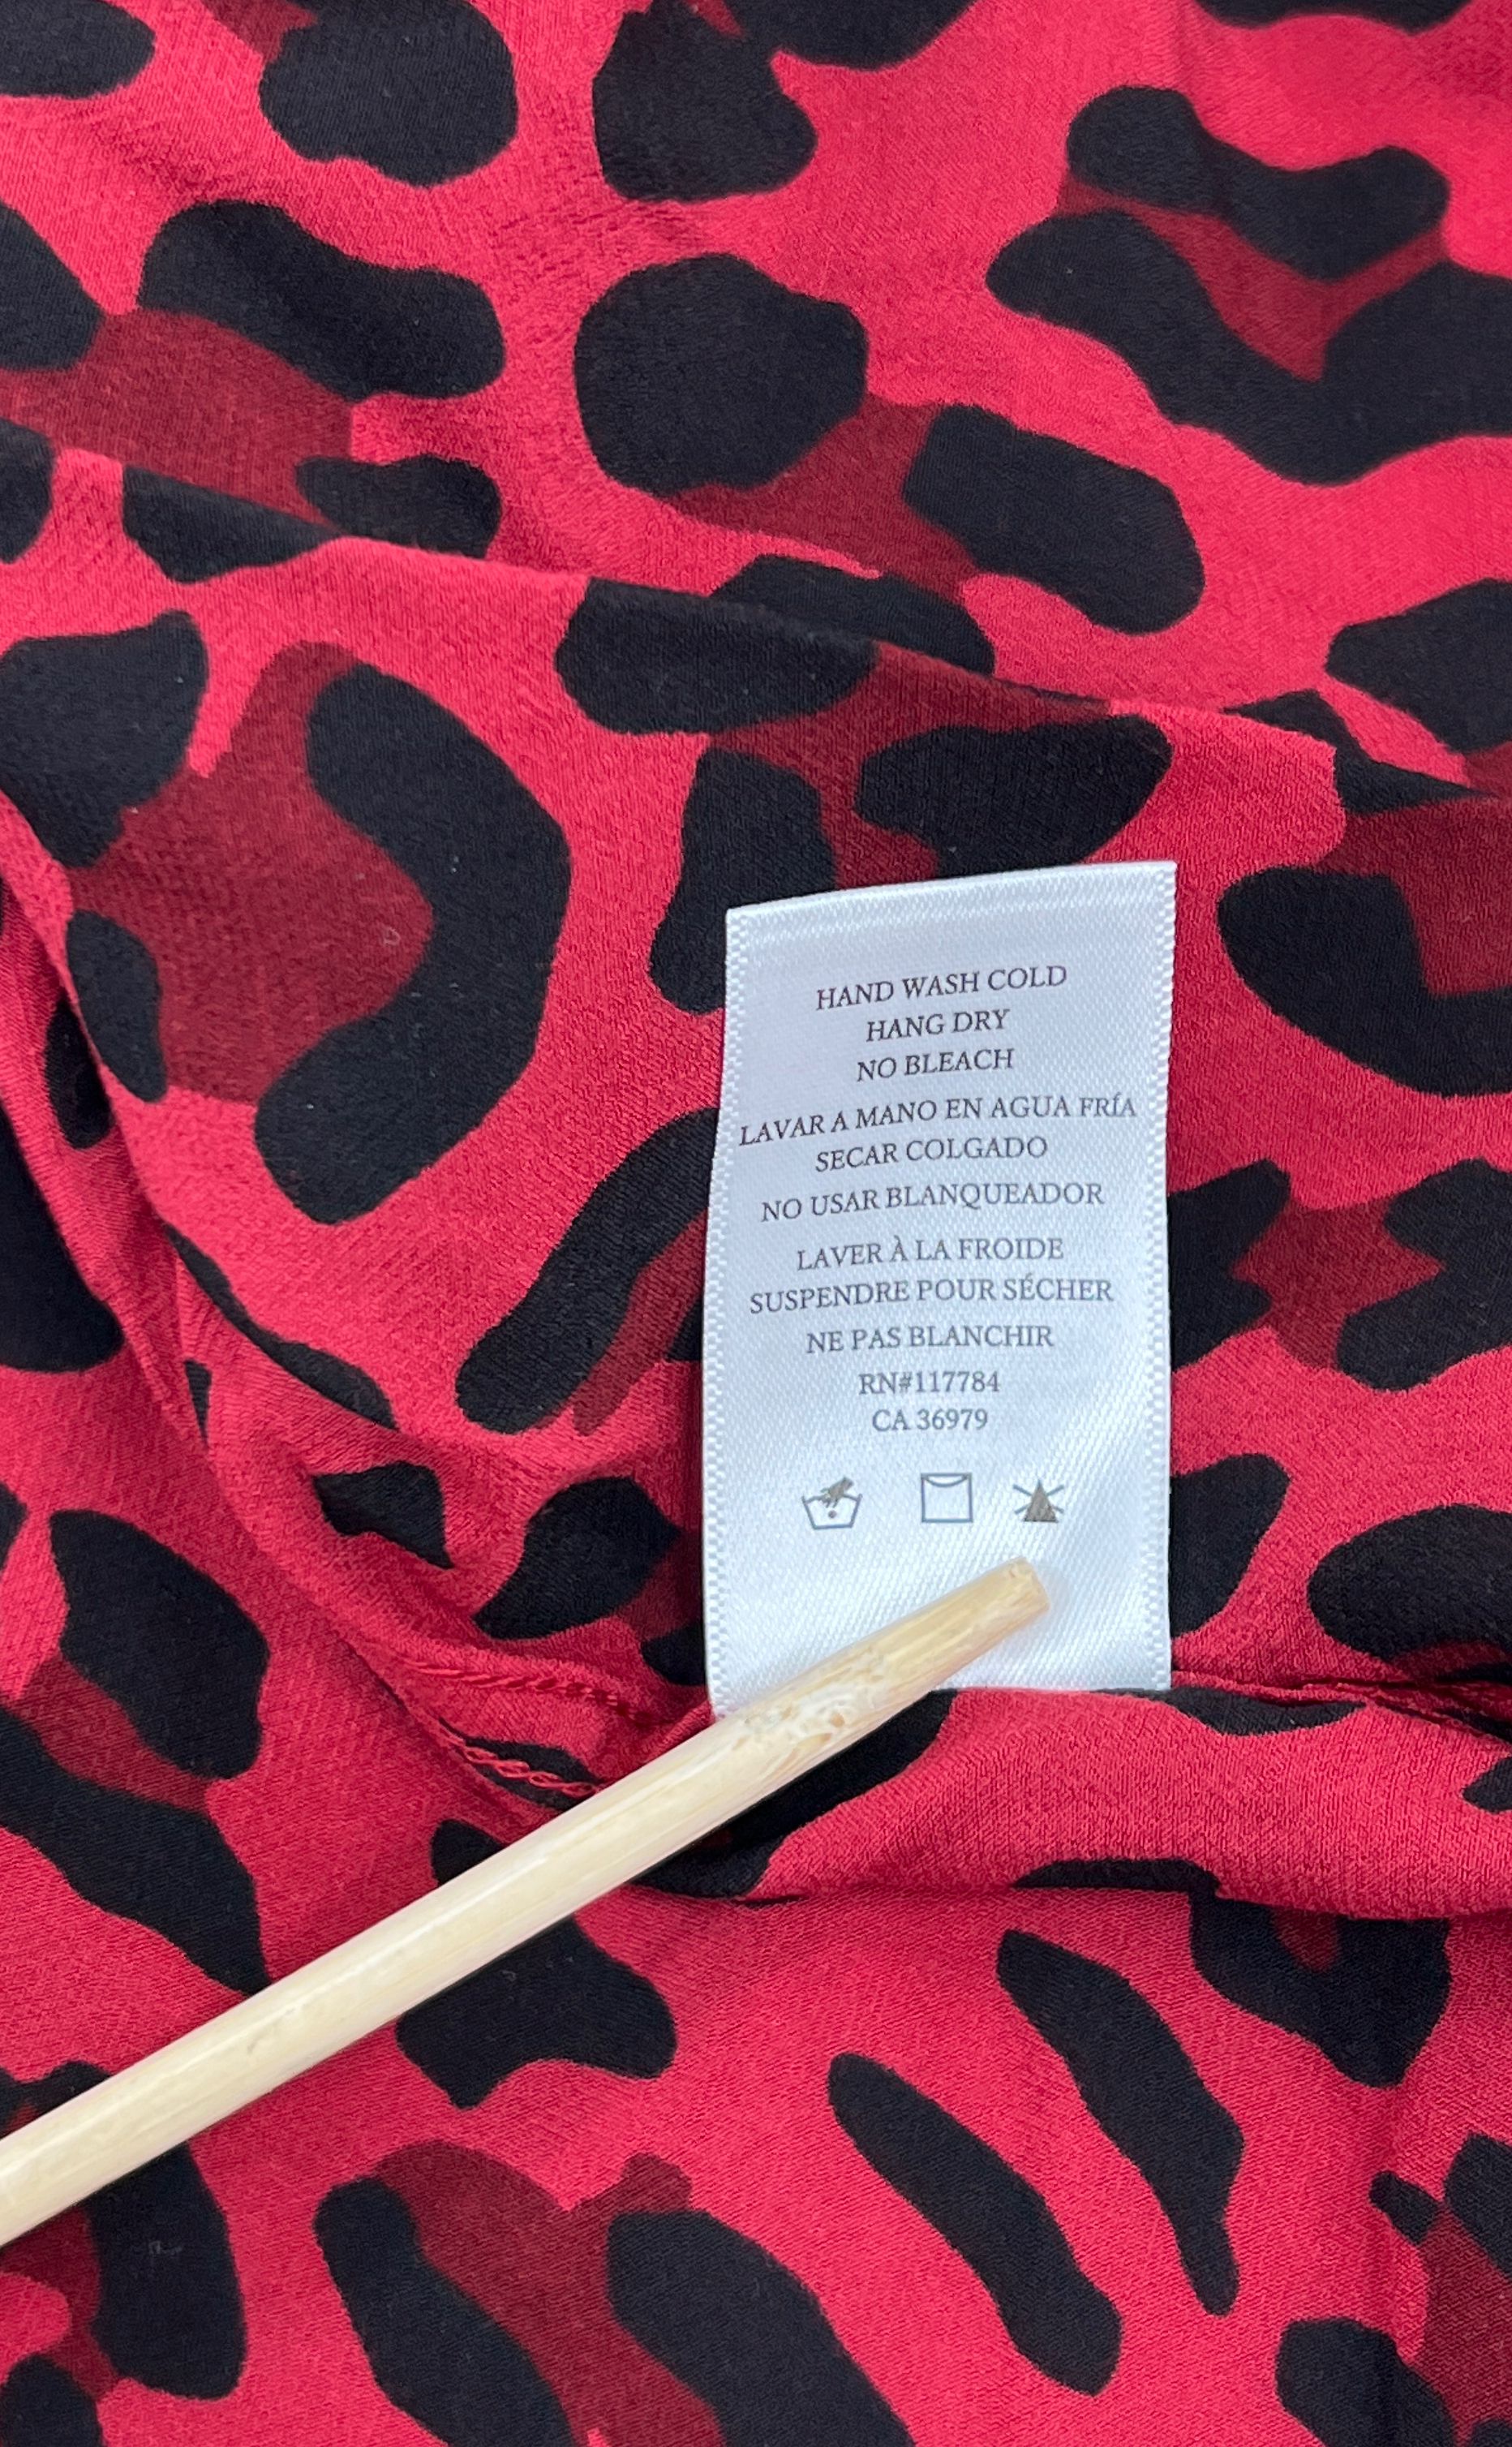 HAND WASH COLD
HANG DRY
NO BLEACH
LAVAR A MANO EN AGUA FRÍA
SECAR COLGADO
NO USAR BLANQUEADOR
LAVER À LA FROIDE
SUSPENDRE POUR SÉCHER
NE PAS BLANCHIR
RN#117784
CA 36979